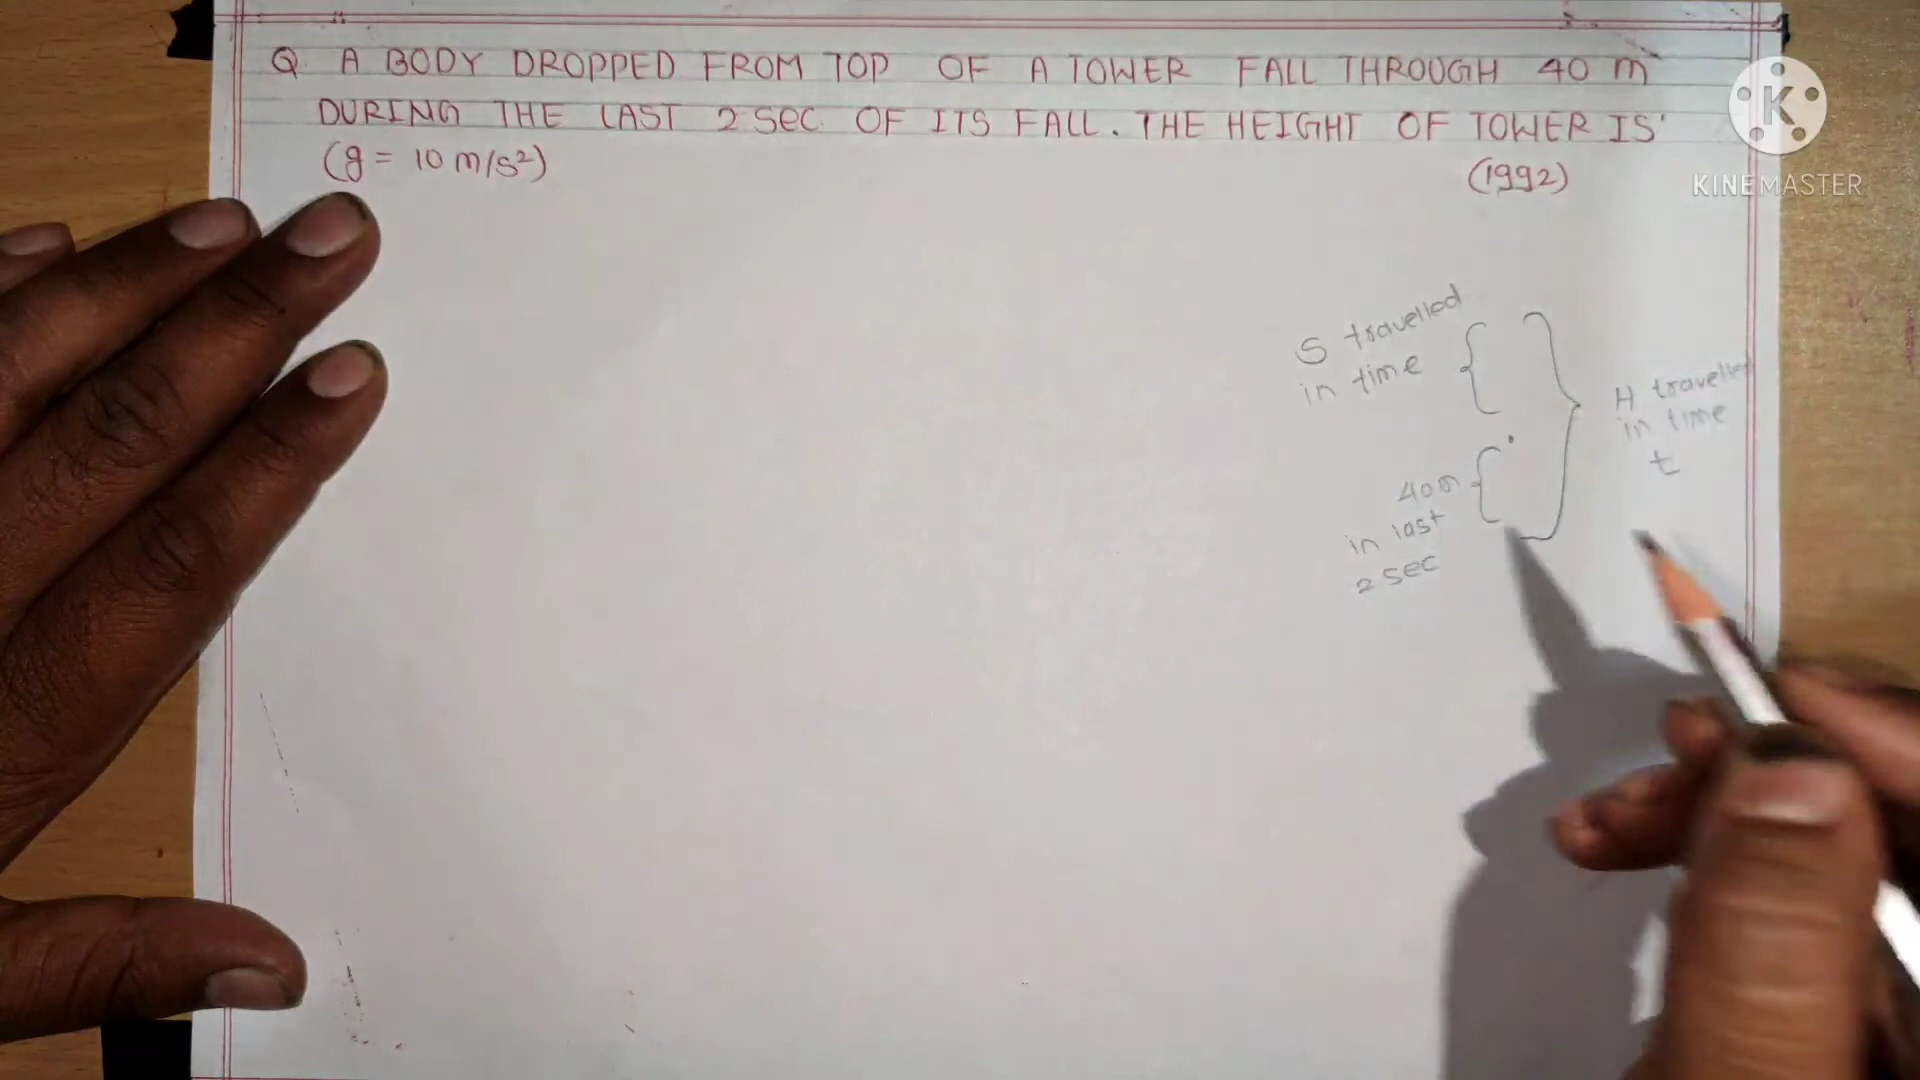 Q. A BODY DROPPED FROM TOP OF A TOWER FALL THROUGH 40 m
DURING THE LAST 2 sec OF ITS FALL. THE HEIGHT OF TOWER IS
(g = 10 m/s²)
(1992)
K
KINEMASTER
S travelled
in time
H travelled
in time
t
40m
in last
2 sec